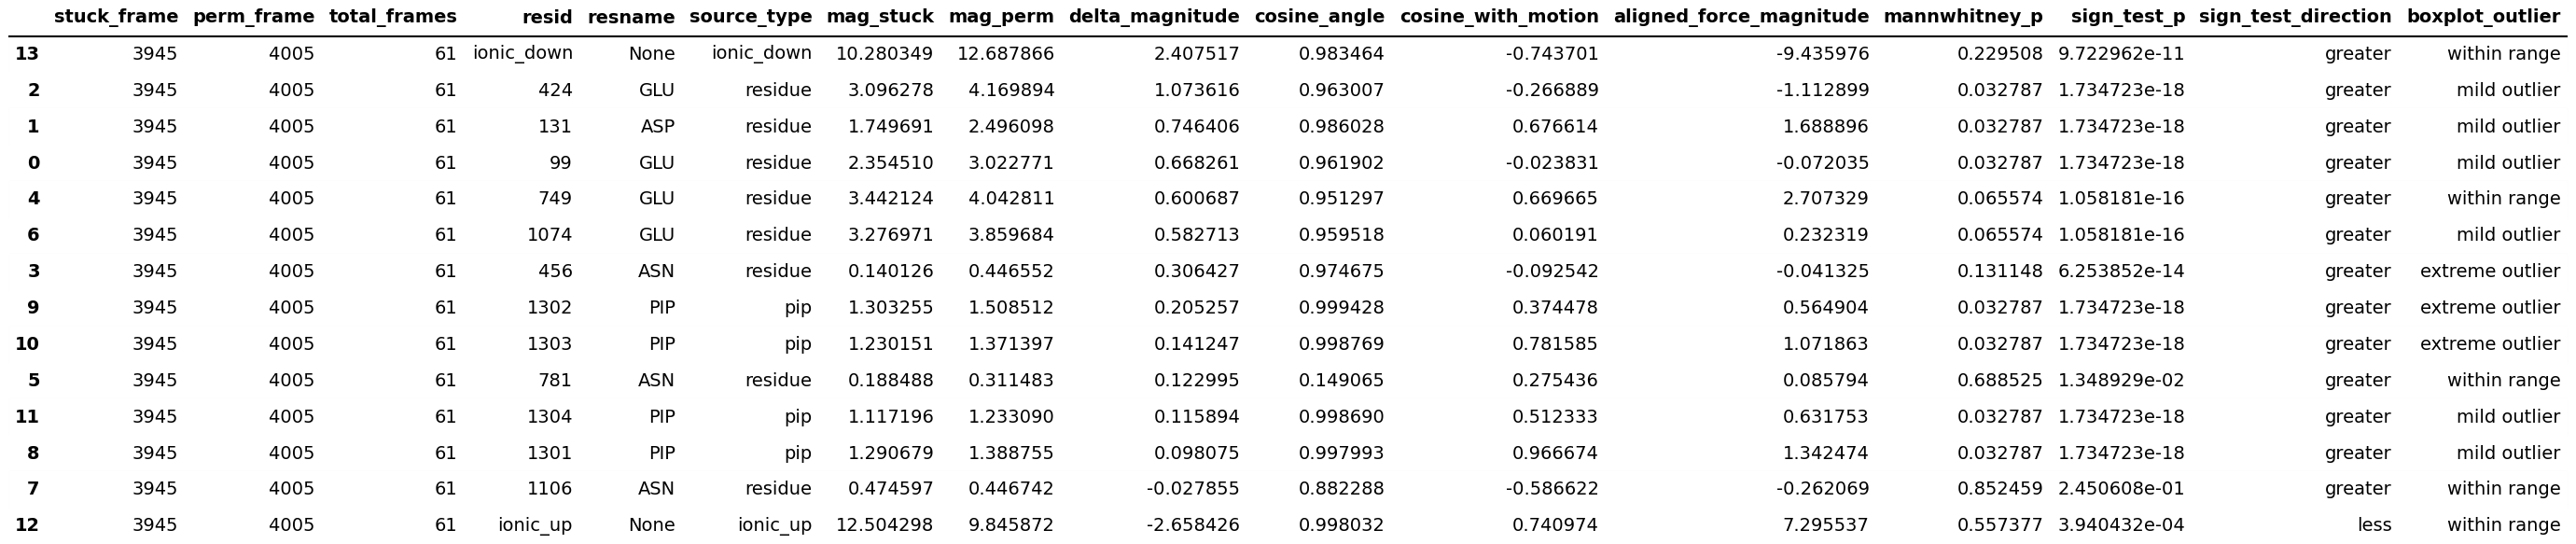 stuck_frame perm_frame total_frames resid resname source_type mag_stuck mag_perm delta_magnitude cosine_angle cosine_with_motion aligned_force_magnitude mannwhitney_p sign_test_p sign_test_direction boxplot_outlier
13 3945 4005 61 ionic_down None ionic_down 10.280349 12.687866 2.407517 0.983464 -0.743701 -9.435976 0.229508 9.722962e-11 greater within range
2 3945 4005 61 424 GLU residue 3.096278 4.169894 1.073616 0.963007 -0.266889 -1.112899 0.032787 1.734723e-18 greater mild outlier
1 3945 4005 61 131 ASP residue 1.749691 2.496098 0.746406 0.986028 0.676614 1.688896 0.032787 1.734723e-18 greater mild outlier
0 3945 4005 61 99 GLU residue 2.354510 3.022771 0.668261 0.961902 -0.023831 -0.072035 0.032787 1.734723e-18 greater mild outlier
4 3945 4005 61 749 GLU residue 3.442124 4.042811 0.600687 0.951297 0.669665 2.707329 0.065574 1.058181e-16 greater within range
6 3945 4005 61 1074 GLU residue 3.276971 3.859684 0.582713 0.959518 0.060191 0.232319 0.065574 1.058181e-16 greater mild outlier
3 3945 4005 61 456 ASN residue 0.140126 0.446552 0.306427 0.974675 -0.092542 -0.041325 0.131148 6.253852e-14 greater extreme outlier
9 3945 4005 61 1302 PIP pip 1.303255 1.508512 0.205257 0.999428 0.374478 0.564904 0.032787 1.734723e-18 greater extreme outlier
10 3945 4005 61 1303 PIP pip 1.230151 1.371397 0.141247 0.998769 0.781585 1.071863 0.032787 1.734723e-18 greater extreme outlier
5 3945 4005 61 781 ASN residue 0.188488 0.311483 0.122995 0.149065 0.275436 0.085794 0.688525 1.348929e-02 greater within range
11 3945 4005 61 1304 PIP pip 1.117196 1.233090 0.115894 0.998690 0.512333 0.631753 0.032787 1.734723e-18 greater mild outlier
8 3945 4005 61 1301 PIP pip 1.290679 1.388755 0.098075 0.997993 0.966674 1.342474 0.032787 1.734723e-18 greater mild outlier
7 3945 4005 61 1106 ASN residue 0.474597 0.446742 -0.027855 0.882288 -0.586622 -0.262069 0.852459 2.450608e-01 greater within range
12 3945 4005 61 ionic_up None ionic_up 12.504298 9.845872 -2.658426 0.998032 0.740974 7.295537 0.557377 3.940432e-04 less within range